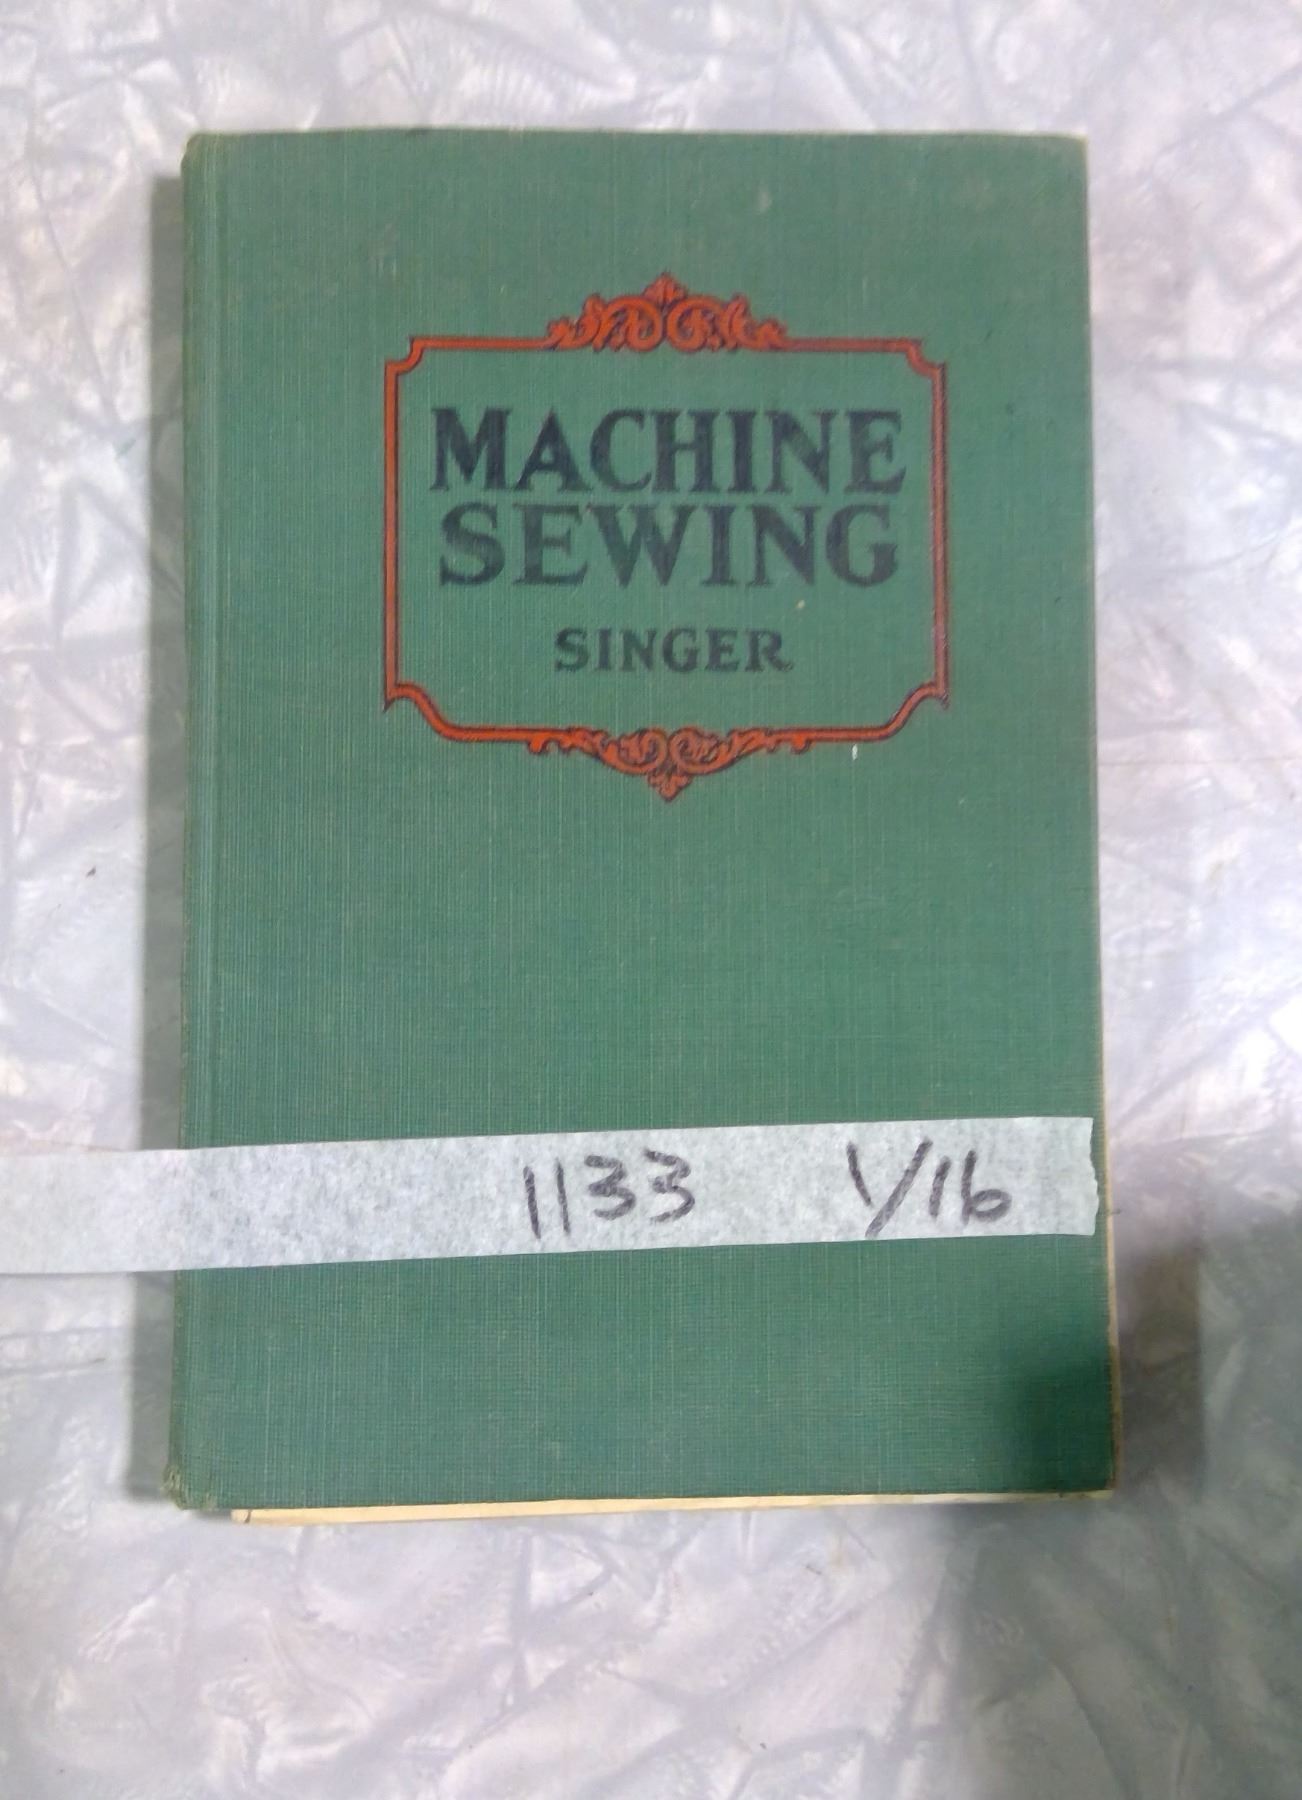 MACHINE
SEWING
SINGER
1133 1/16